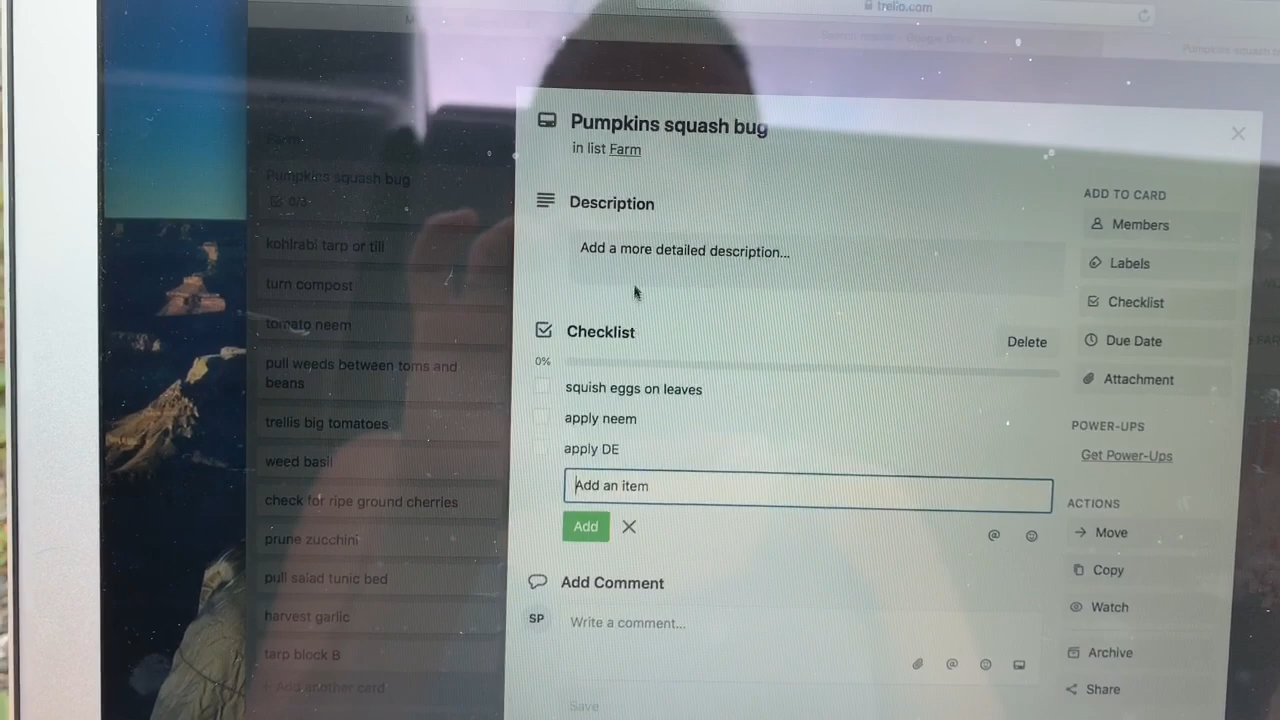 trello.com
Pumpkins squash bug
in list Farm
Description
Add a more detailed description...
Checklist
Delete
0%
squish eggs on leaves
apply neem
apply DE
Add an item
Add
Add Comment
SP
Write a comment...
Save
ADD TO CARD
Members
Labels
Checklist
Due Date
Attachment
POWER-UPS
Get Power-Ups
ACTIONS
Move
Copy
Watch
Archive
Share
Farm
Pumpkins squash bug
0/3
kohlrabi tarp or till
turn compost
tomato neem
pull weeds between toms and
beans
trellis big tomatoes
weed basil
check for ripe ground cherries
prune zucchini
pull salad tunic bed
harvest garlic
tarp block B
+ Add another card